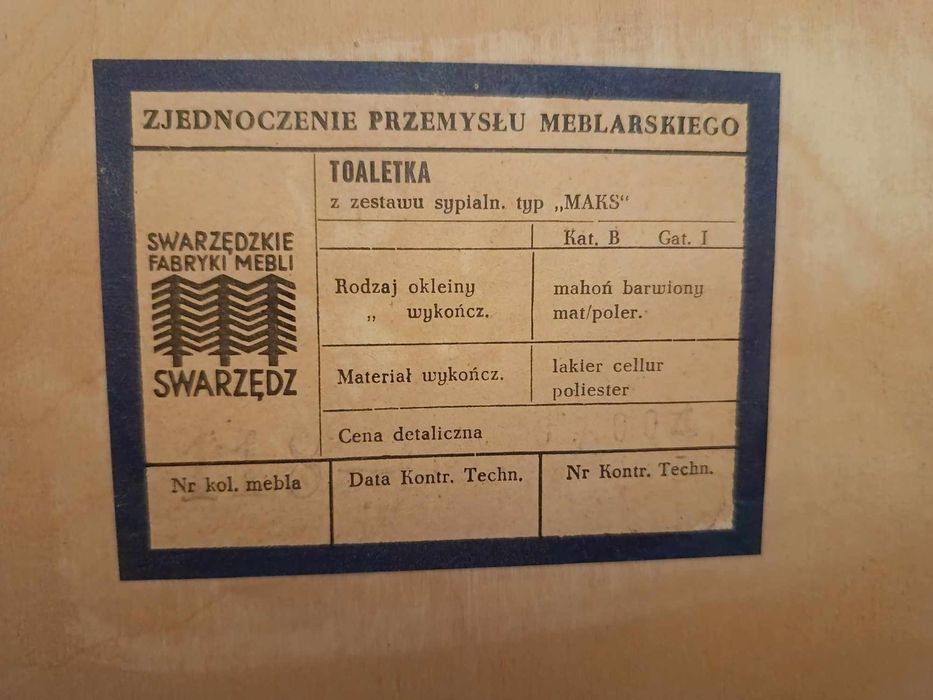 ZJEDNOCZENIE PRZEMYSŁU MEBLARSKIEGO
SWARZĘDZKIE
FABRYKI MEBLI
SWARZĘDZ
TOALETKA
z zestawu sypialn. typ „MAKS“
Kat. B Gat. I
Rodzaj okleiny
„ wykończ.
mahoń barwiony
mat/poler.
Materiał wykończ.
lakier cellur
poliester
Cena detaliczna
Nr kol. mebla
Data Kontr. Techn.
Nr Kontr. Techn.